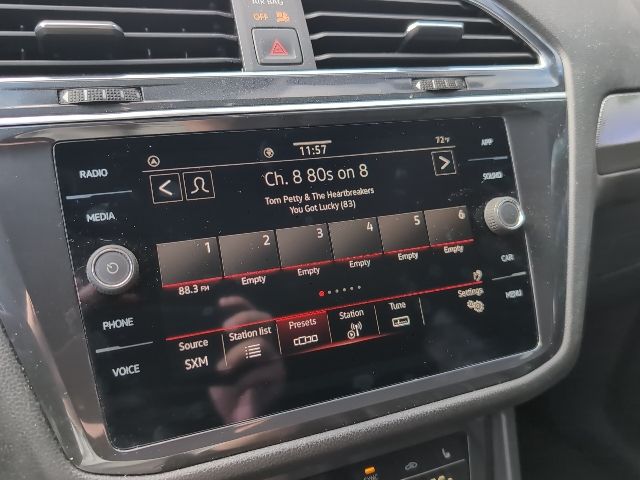 AIR BAG
OFF
11:57
72°F
APP
RADIO
Ch. 8 80s on 8
SOUND
Tom Petty & The Heartbreakers
MEDIA
You Got Lucky (83)
1 2 3 4 5 6
88.3 FM Empty Empty Empty Empty Empty
CAR
PHONE
MENU
Source Station list Presets Station Tune Settings
SXM
VOICE
SYNC